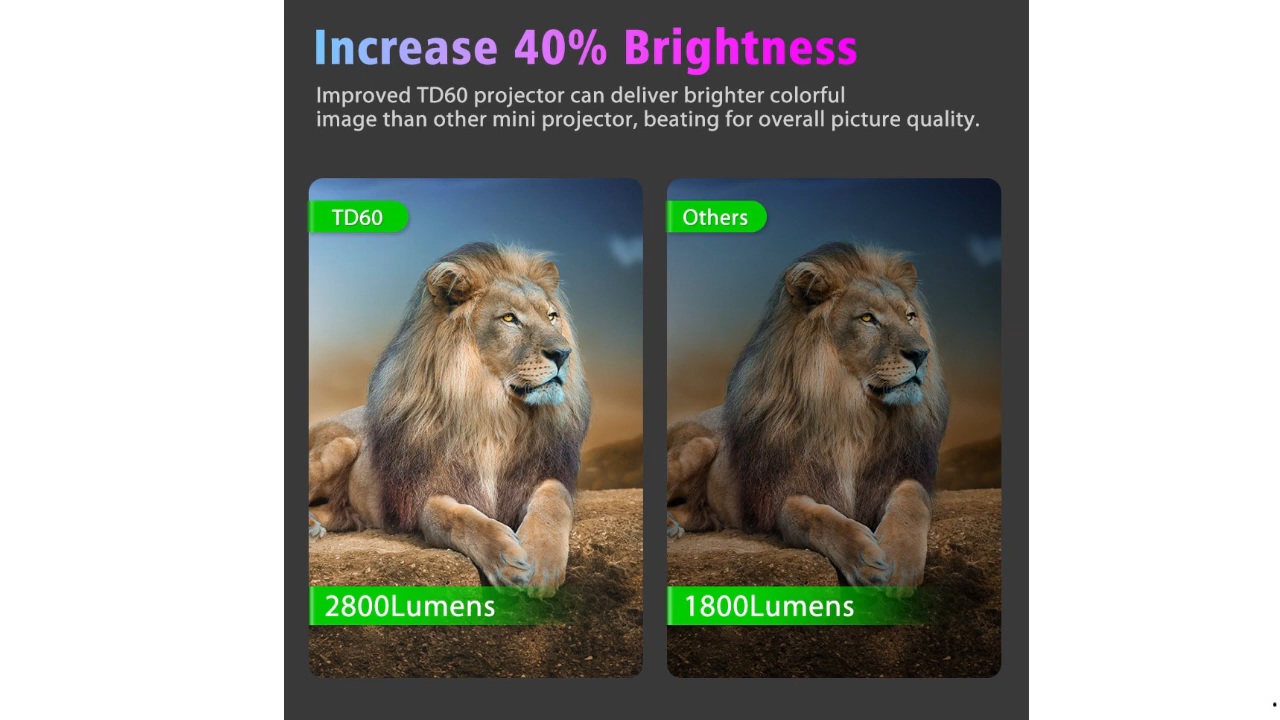 Increase 40% Brightness
Improved TD60 projector can deliver brighter colorful
image than other mini projector, beating for overall picture quality.
TD60
Others
2800Lumens
1800Lumens